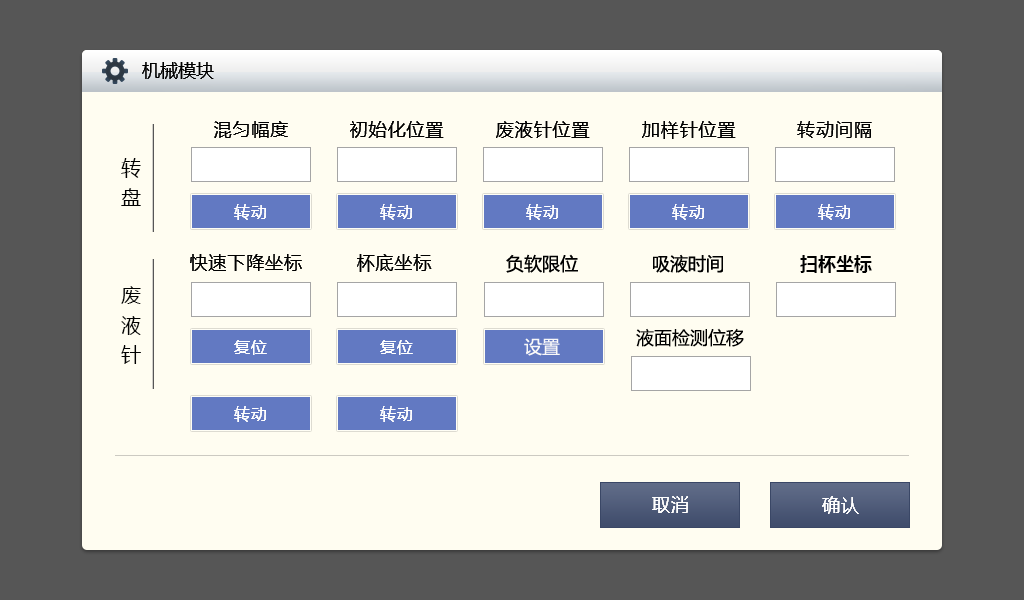 机械模块
转盘
混匀幅度 初始化位置 废液针位置 加样针位置 转动间隔
转动 转动 转动 转动 转动
废液针
快速下降坐标 杯底坐标 负软限位 吸液时间 扫杯坐标
复位 复位 设置 液面检测位移
转动 转动
取消 确认